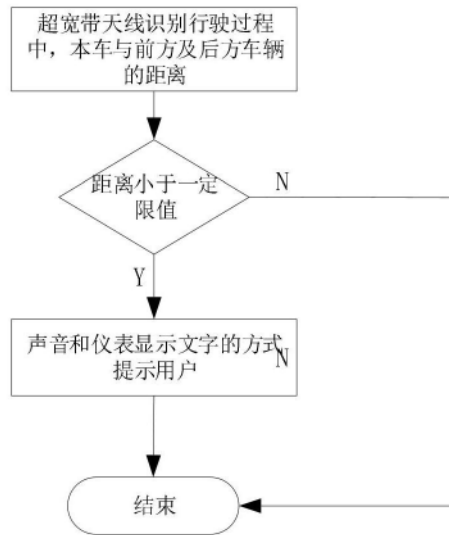 超宽带天线识别行驶过程
中，本车与前方及后方车辆
的距离
距离小于一定
限值
N
Y
声音和仪表显示文字的方式
提示用户
N
结束